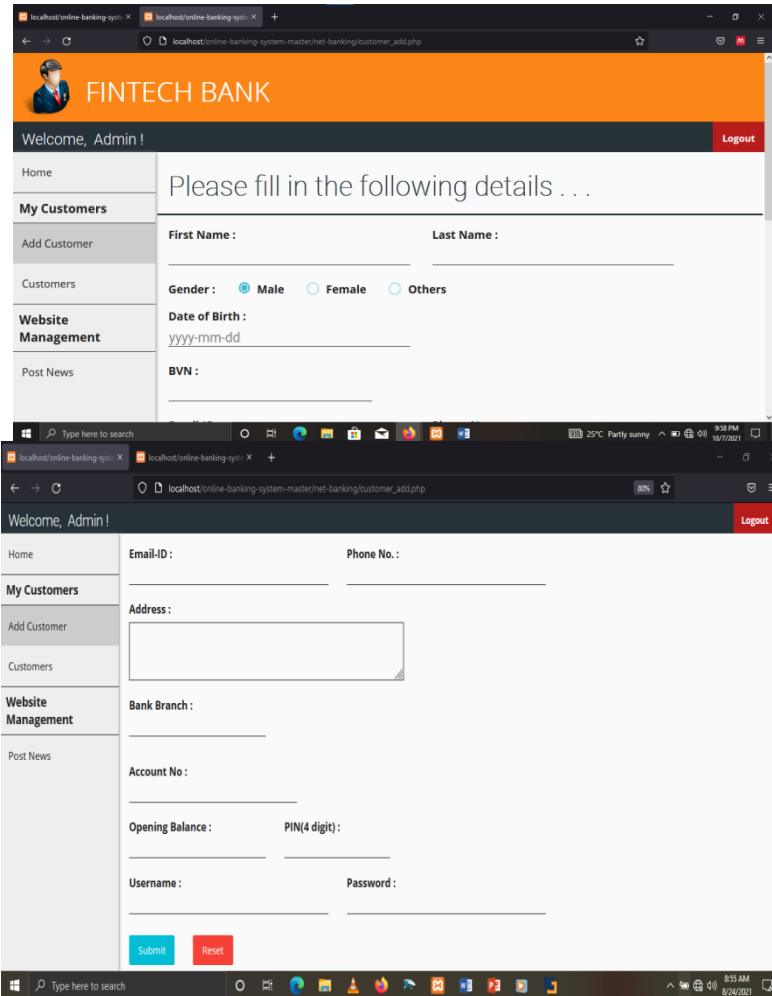 localhost/online-banking-syste
localhost/online-banking-syste
localhost/online-banking-system-master/net-banking/customer_add.php
FINTECH BANK
Welcome, Admin !
Logout
Home
My Customers
Add Customer
Customers
Website
Management
Post News
Please fill in the following details . . .
First Name :
Last Name :
Gender :
Male
Female
Others
Date of Birth :
yyyy-mm-dd
BVN :
Type here to search
25°C Partly sunny
9:58 PM
10/7/2021
localhost/online-banking-syste
localhost/online-banking-syste
localhost/online-banking-system-master/net-banking/customer_add.php
80%
Welcome, Admin !
Logout
Home
My Customers
Add Customer
Customers
Website
Management
Post News
Email-ID :
Phone No. :
Address :
Bank Branch :
Account No :
Opening Balance :
PIN(4 digit) :
Username :
Password :
Submit
Reset
Type here to search
8:55 AM
8/24/2021